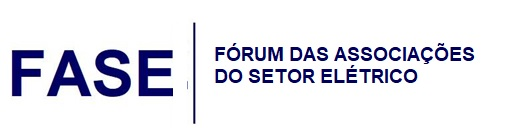 FASE
FÓRUM DAS ASSOCIAÇÕES
DO SETOR ELÉTRICO